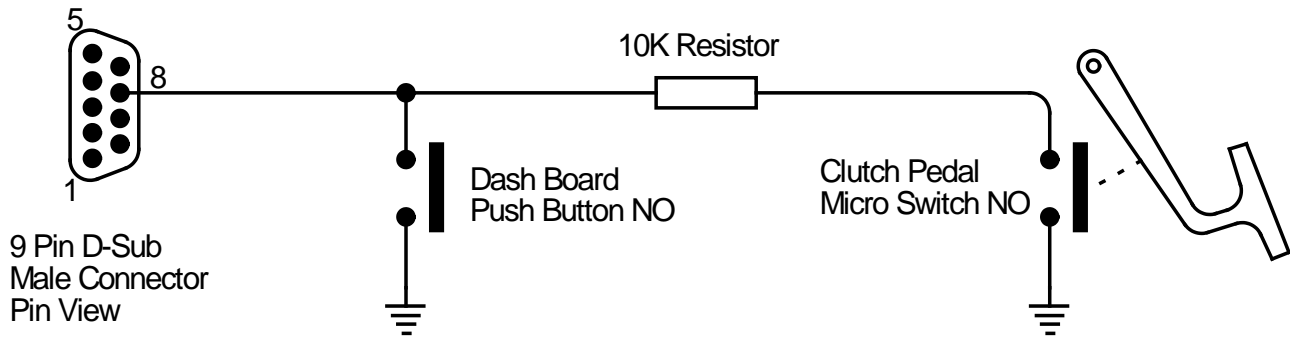 5
8
1
9 Pin D-Sub
Male Connector
Pin View
10K Resistor
Dash Board
Push Button NO
Clutch Pedal
Micro Switch NO